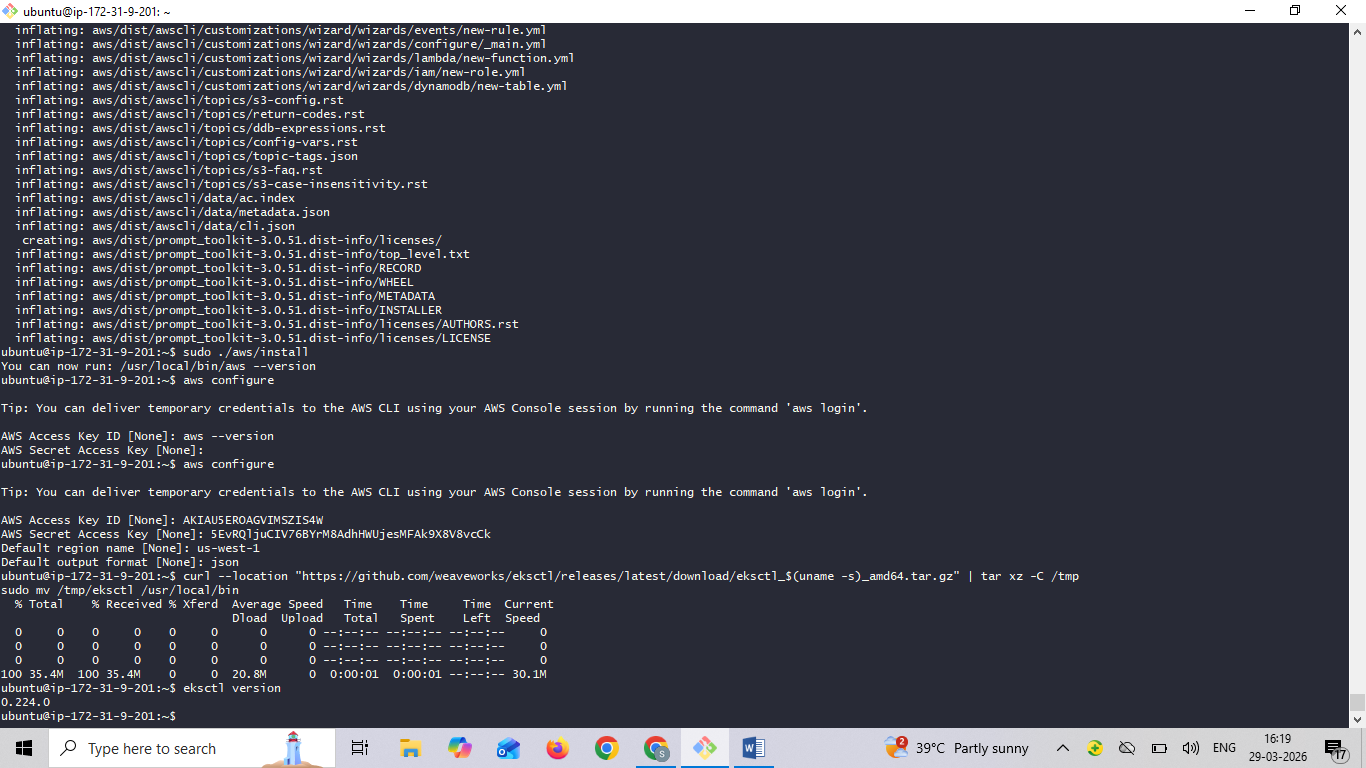 ubuntu@ip-172-31-9-201: ~
inflating: aws/dist/awscli/customizations/wizard/wizards/events/new-rule.yml
inflating: aws/dist/awscli/customizations/wizard/wizards/configure/_main.yml
inflating: aws/dist/awscli/customizations/wizard/wizards/lambda/new-function.yml
inflating: aws/dist/awscli/customizations/wizard/wizards/iam/new-role.yml
inflating: aws/dist/awscli/customizations/wizard/wizards/dynamodb/new-table.yml
inflating: aws/dist/awscli/topics/s3-config.rst
inflating: aws/dist/awscli/topics/return-codes.rst
inflating: aws/dist/awscli/topics/ddb-expressions.rst
inflating: aws/dist/awscli/topics/config-vars.rst
inflating: aws/dist/awscli/topics/topic-tags.json
inflating: aws/dist/awscli/topics/s3-faq.rst
inflating: aws/dist/awscli/topics/s3-case-insensitivity.rst
inflating: aws/dist/awscli/data/ac.index
inflating: aws/dist/awscli/data/metadata.json
inflating: aws/dist/awscli/data/cli.json
creating: aws/dist/prompt_toolkit-3.0.51.dist-info/licenses/
inflating: aws/dist/prompt_toolkit-3.0.51.dist-info/top_level.txt
inflating: aws/dist/prompt_toolkit-3.0.51.dist-info/RECORD
inflating: aws/dist/prompt_toolkit-3.0.51.dist-info/WHEEL
inflating: aws/dist/prompt_toolkit-3.0.51.dist-info/METADATA
inflating: aws/dist/prompt_toolkit-3.0.51.dist-info/INSTALLER
inflating: aws/dist/prompt_toolkit-3.0.51.dist-info/licenses/AUTHORS.rst
inflating: aws/dist/prompt_toolkit-3.0.51.dist-info/licenses/LICENSE
ubuntu@ip-172-31-9-201:~$ sudo ./aws/install
You can now run: /usr/local/bin/aws --version
ubuntu@ip-172-31-9-201:~$ aws configure
Tip: You can deliver temporary credentials to the AWS CLI using your AWS Console session by running the command 'aws login'.
AWS Access Key ID [None]: aws --version
AWS Secret Access Key [None]:
ubuntu@ip-172-31-9-201:~$ aws configure
Tip: You can deliver temporary credentials to the AWS CLI using your AWS Console session by running the command 'aws login'.
AWS Access Key ID [None]: AKIAU5EROAGVIMSZIS4W
AWS Secret Access Key [None]: 5EvRQljuCIV76BYrM8AdhHWUjesMFAk9X8V8vcCk
Default region name [None]: us-west-1
Default output format [None]: json
ubuntu@ip-172-31-9-201:~$ curl --location "https://github.com/weaveworks/eksctl/releases/latest/download/eksctl_$(uname -s)_amd64.tar.gz" | tar xz -C /tmp
sudo mv /tmp/eksctl /usr/local/bin
% Total % Received % Xferd Average Speed Time Time Time Current
Dload Upload Total Spent Left Speed
0 0 0 0 0 0 0 0 --:--:-- --:--:-- --:--:-- 0
0 0 0 0 0 0 0 0 --:--:-- --:--:-- --:--:-- 0
0 0 0 0 0 0 0 0 --:--:-- --:--:-- --:--:-- 0
100 35.4M 100 35.4M 0 0 20.8M 0 0:00:01 0:00:01 --:--:-- 30.1M
ubuntu@ip-172-31-9-201:~$ eksctl version
0.224.0
ubuntu@ip-172-31-9-201:~$
Type here to search
S
2
39°C Partly sunny
ENG
16:19
29-03-2026
17